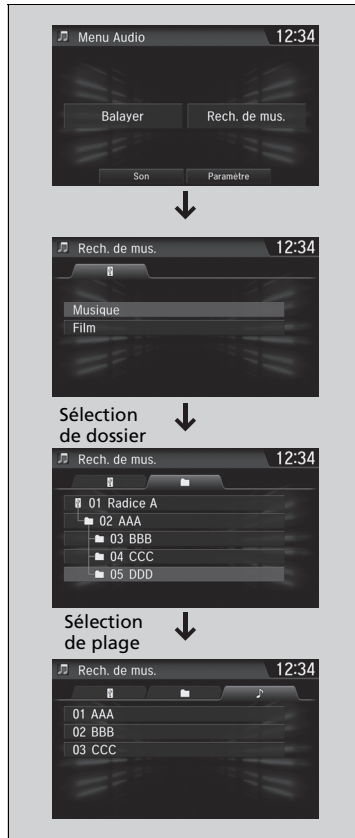 Menu Audio 12:34
Balayer Rech. de mus.
Son Paramètre
Rech. de mus. 12:34
Musique
Film
Sélection
de dossier
Rech. de mus. 12:34
01 Radice A
02 AAA
03 BBB
04 CCC
05 DDD
Sélection
de plage
Rech. de mus. 12:34
01 AAA
02 BBB
03 CCC